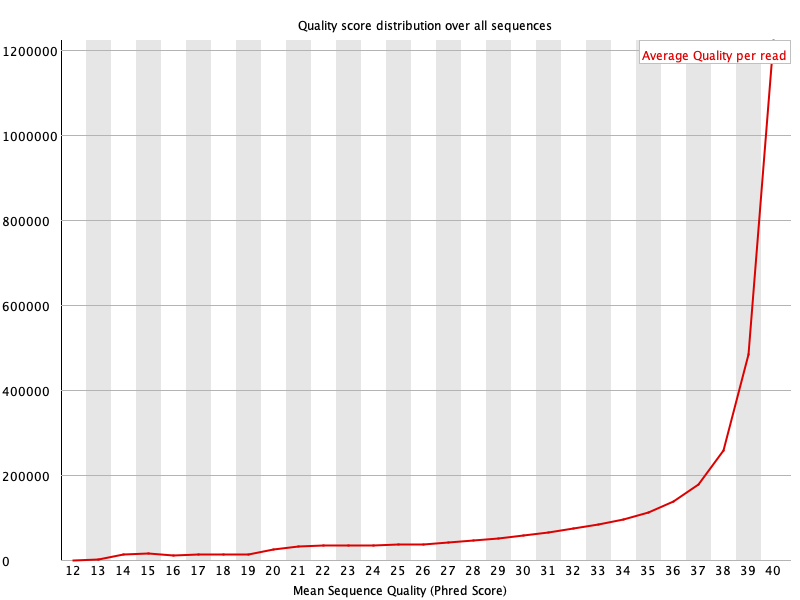 Quality score distribution over all sequences
Average Quality per read
1200000
1000000
800000
600000
400000
200000
0
12 13 14 15 16 17 18 19 20 21 22 23 24 25 26 27 28 29 30 31 32 33 34 35 36 37 38 39 40
Mean Sequence Quality (Phred Score)